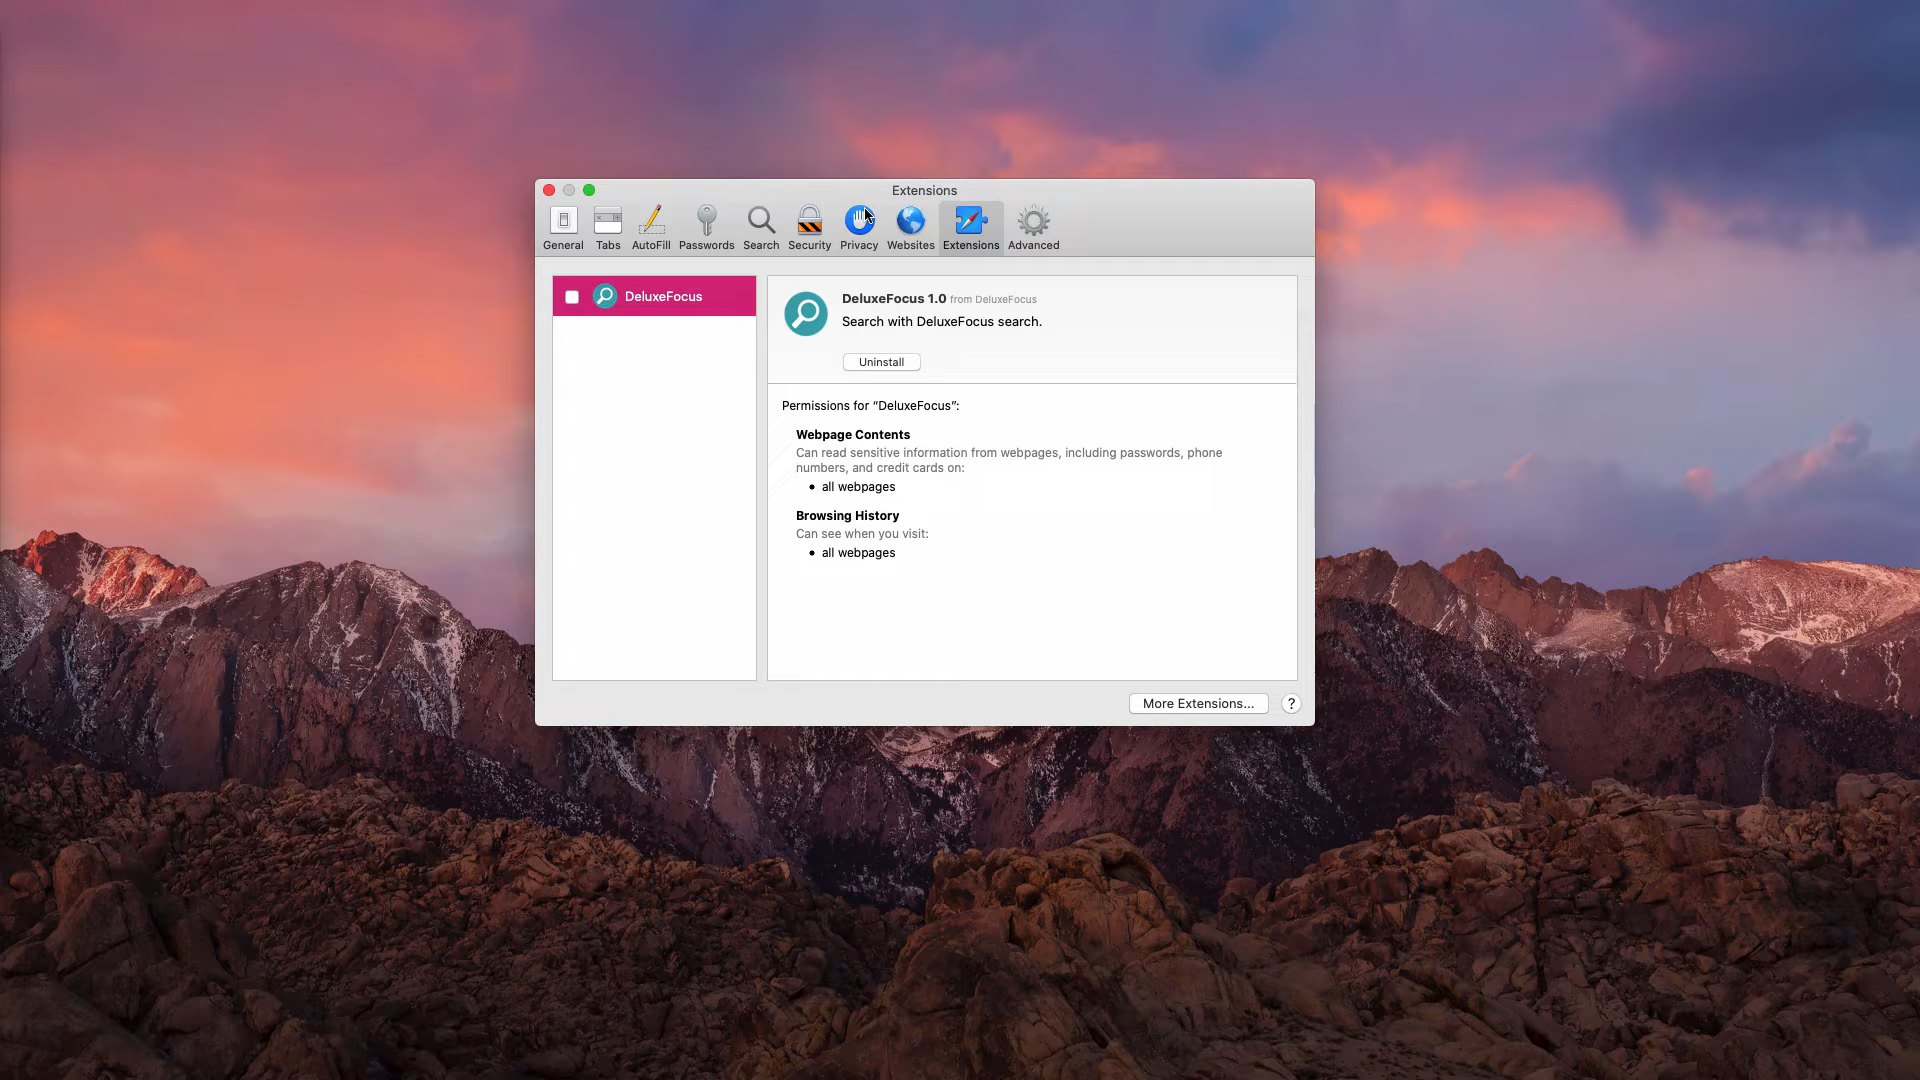 Extensions
General Tabs AutoFill Passwords Search Security Privacy Websites Extensions Advanced
DeluxeFocus
DeluxeFocus 1.0 from DeluxeFocus
Search with DeluxeFocus search.
Uninstall
Permissions for “DeluxeFocus”:
Webpage Contents
Can read sensitive information from webpages, including passwords, phone
numbers, and credit cards on:
• all webpages
Browsing History
Can see when you visit:
• all webpages
More Extensions... ?